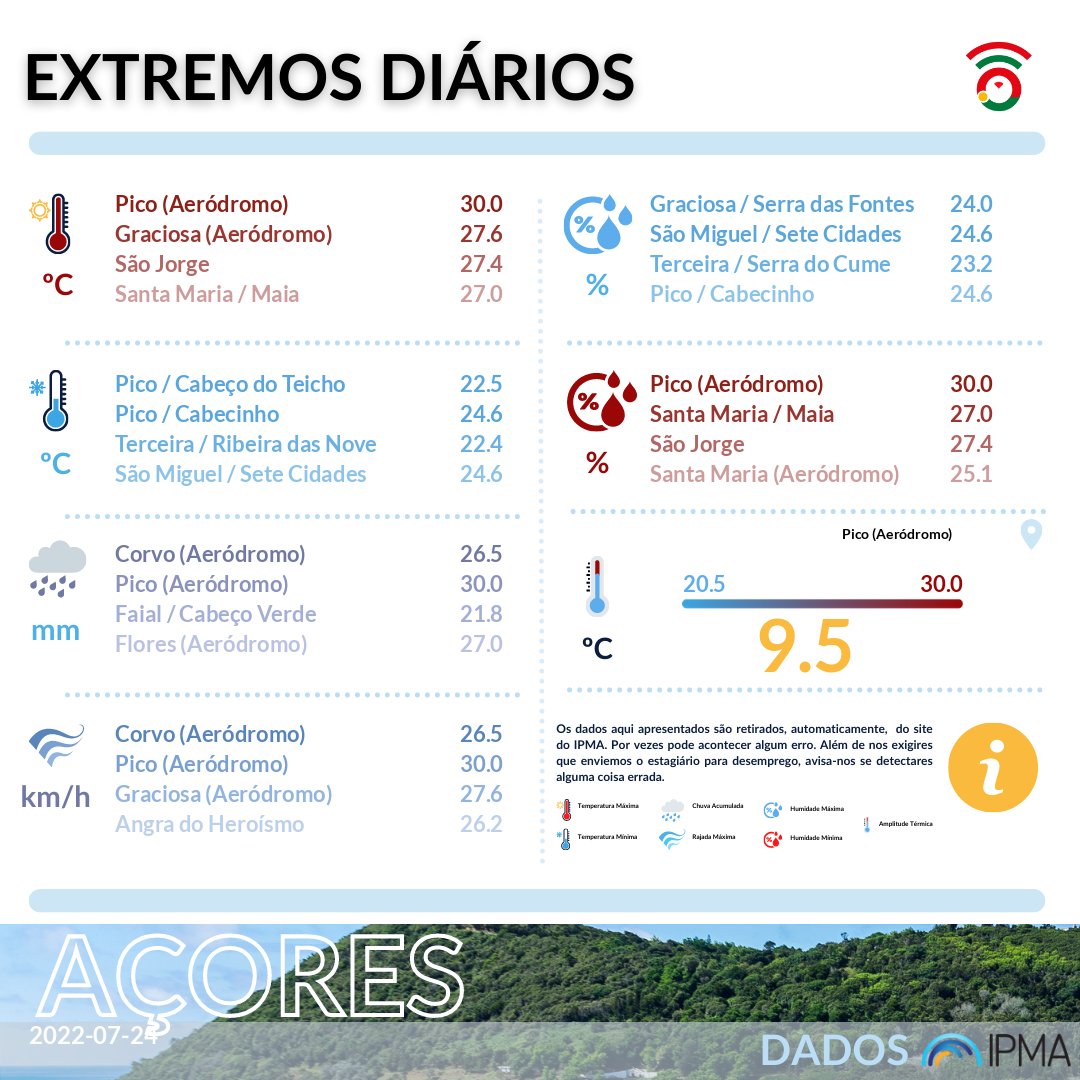 EXTREMOS DIÁRIOS
ºC
Pico (Aeródromo) 30.0
Graciosa (Aeródromo) 27.6
São Jorge 27.4
Santa Maria / Maia 27.0
ºC
Pico / Cabeço do Teicho 22.5
Pico / Cabecinho 24.6
Terceira / Ribeira das Nove 22.4
São Miguel / Sete Cidades 24.6
mm
Corvo (Aeródromo) 26.5
Pico (Aeródromo) 30.0
Faial / Cabeço Verde 21.8
Flores (Aeródromo) 27.0
km/h
Corvo (Aeródromo) 26.5
Pico (Aeródromo) 30.0
Graciosa (Aeródromo) 27.6
Angra do Heroísmo 26.2
%
%
Graciosa / Serra das Fontes 24.0
São Miguel / Sete Cidades 24.6
Terceira / Serra do Cume 23.2
Pico / Cabecinho 24.6
%
%
Pico (Aeródromo) 30.0
Santa Maria / Maia 27.0
São Jorge 27.4
Santa Maria (Aeródromo) 25.1
Pico (Aeródromo)
20.5 30.0
ºC
9.5
Os dados aqui apresentados são retirados, automaticamente, do site
do IPMA. Por vezes pode acontecer algum erro. Além de nos exigires
que enviemos o estagiário para desemprego, avisa-nos se detectares
alguma coisa errada.
i
Temperatura Máxima Chuva Acumulada Humidade Máxima
Amplitude Térmica
Temperatura Mínima Rajada Máxima Humidade Mínima
AÇORES
2022-07-24
DADOS IPMA